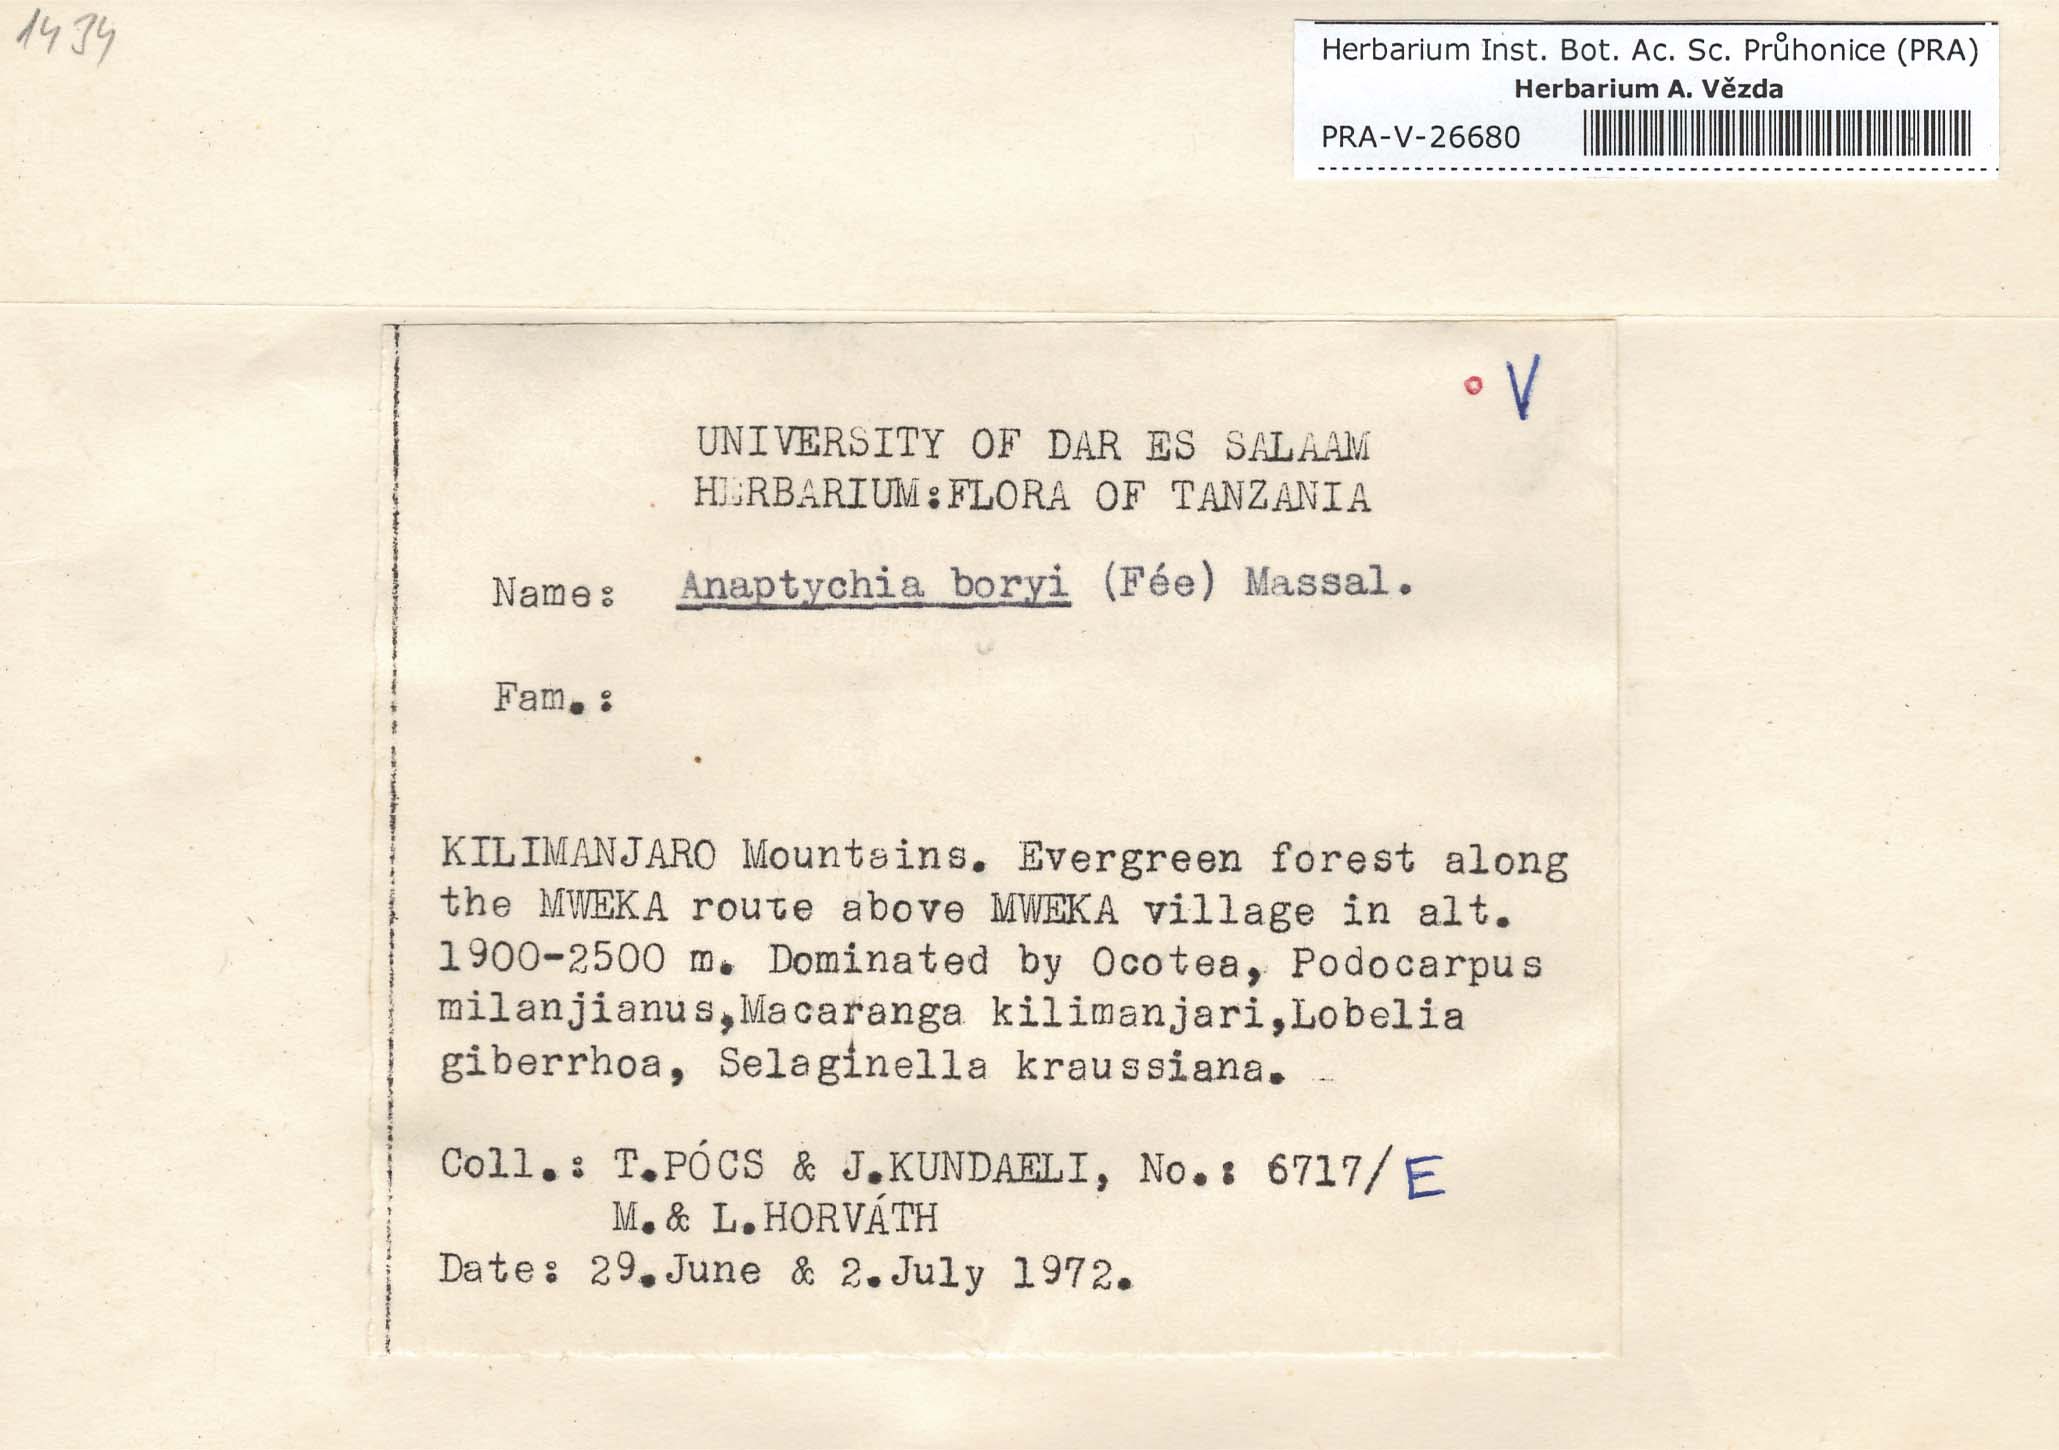 1434
Herbarium Inst. Bot. Ac. Sc. Průhonice (PRA)
Herbarium A. Vězda
PRA-V-26680
V
UNIVERSITY OF DAR ES SALAAM
HERBARIUM:FLORA OF TANZANIA
Name: Anaptychia boryi (Fée) Massal.
Fam.:
KILIMANJARO Mountains. Evergreen forest along
the MWEKA route above MWEKA village in alt.
1900-2500 m. Dominated by Ocotea, Podocarpus
milanjianus,Macaranga kilimanjari,Lobelia
giberrhoa, Selaginella kraussiana.
Coll.: T.PÓCS & J.KUNDAELI, No.: 6717/E
M.& L.HORVÁTH
Date: 29.June & 2.July 1972.